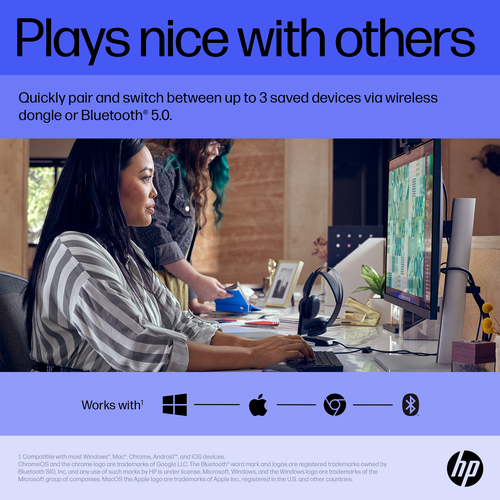 Plays nice with others
Quickly pair and switch between up to 3 saved devices via wireless
dongle or Bluetooth® 5.0.
Works with¹
1. Compatible with most Windows®, Mac®, Chrome, Android™, and iOS devices.
ChromeOS and the chrome logo are trademarks of Google LLC. The Bluetooth® word mark and logos are registered trademarks owned by
Bluetooth SIG, Inc. and any use of such marks by HP is under license. Microsoft, Windows, and the Windows logo are trademarks of the
Microsoft group of companies. MacOS the Apple logo are trademarks of Apple Inc., registered in the U.S. and other countries.
hp